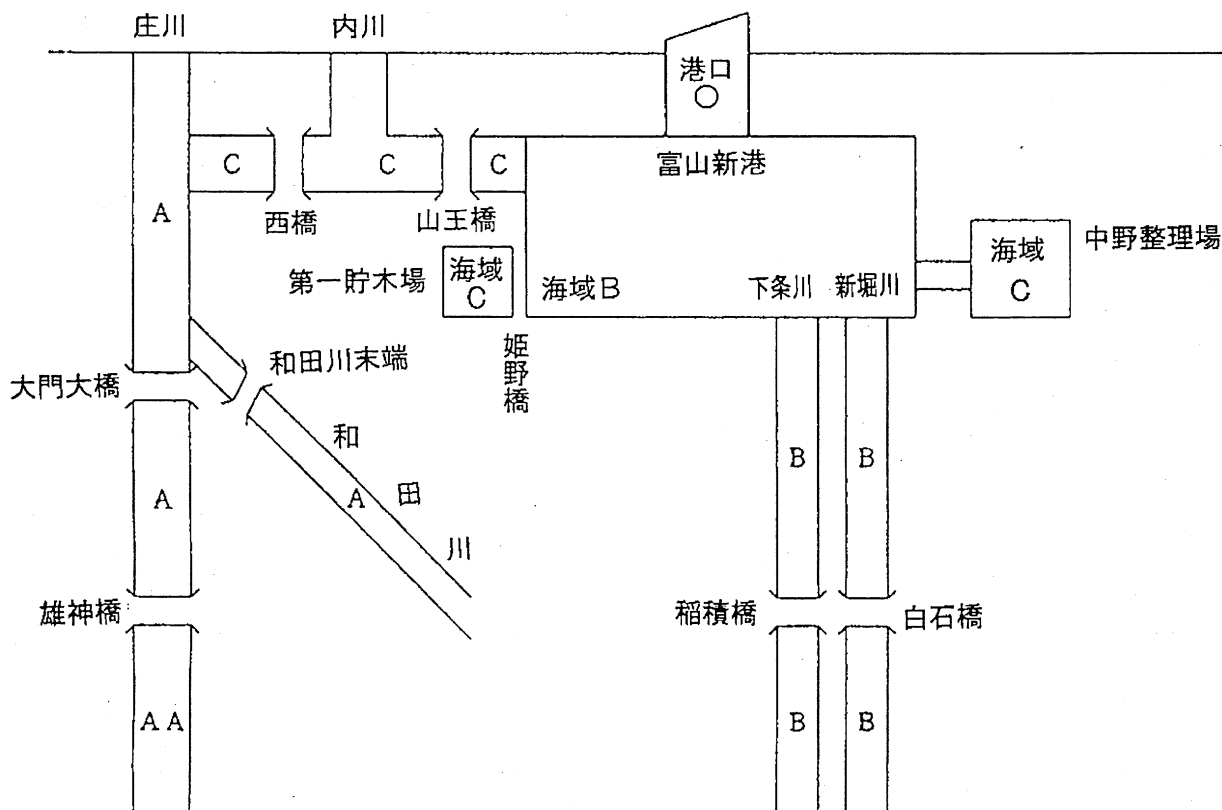 庄川
内川
港口
富山新港
C
C
C
A
西橋
山王橋
海域
C
中野整理場
第一貯木場
海域
C
海域B
下条川
新堀川
姫野橋
和田川末端
大門大橋
和田川
A
B
B
A
雄神橋
稲積橋
白石橋
AA
B
B